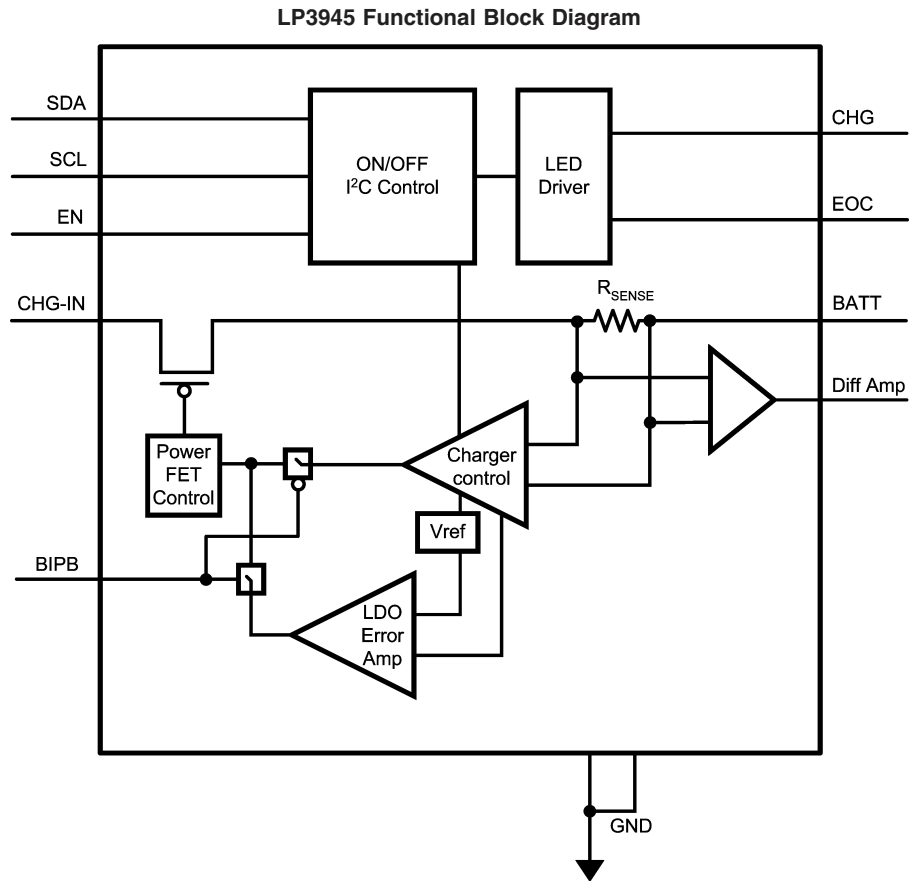 LP3945 Functional Block Diagram
SDA
SCL
EN
ON/OFF
I²C Control
LED
Driver
CHG
EOC
CHG-IN
R_SENSE
BATT
Diff Amp
Power
FET
Control
Charger
control
Vref
BIPB
LDO
Error
Amp
GND